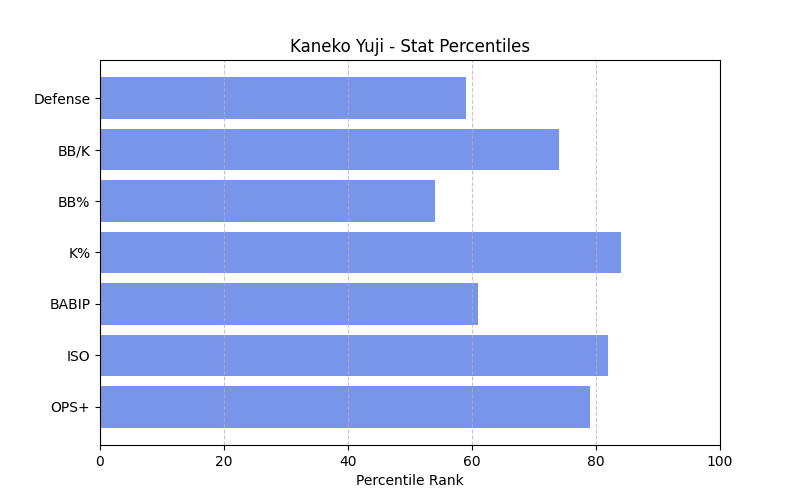 Kaneko Yuji - Stat Percentiles
Defense
BB/K
BB%
K%
BABIP
ISO
OPS+
0 20 40 60 80 100
Percentile Rank